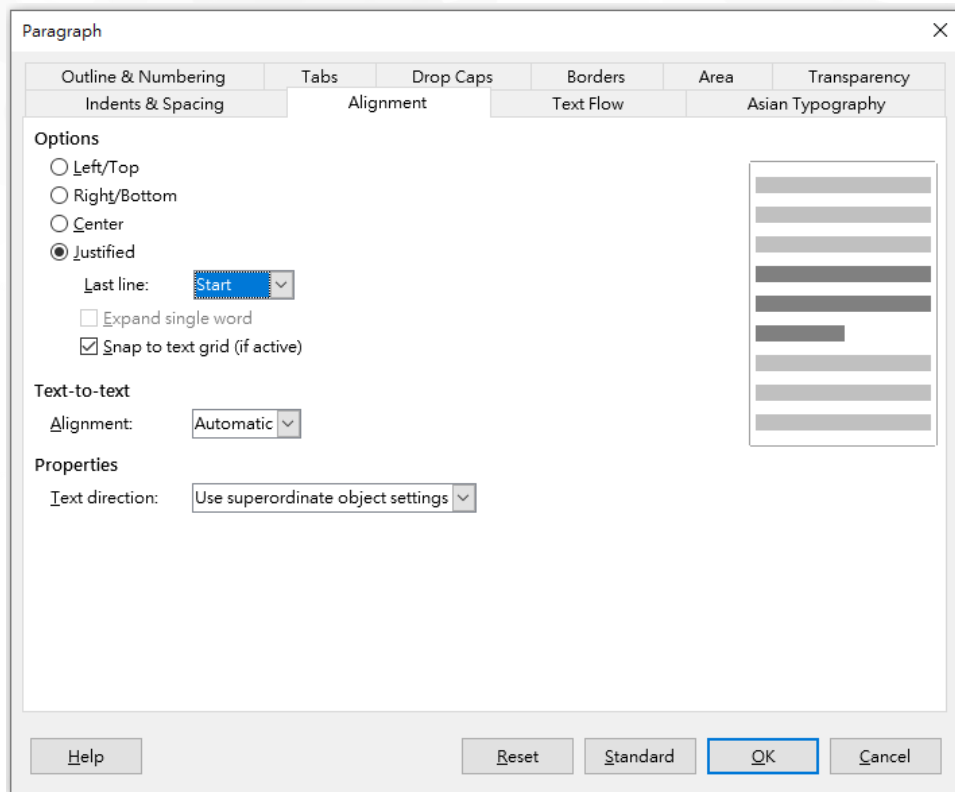 Paragraph
Outline & Numbering Tabs Drop Caps Borders Area Transparency
Indents & Spacing Alignment Text Flow Asian Typography
Options
Left/Top
Right/Bottom
Center
Justified
Last line: Start
Expand single word
Snap to text grid (if active)
Text-to-text
Alignment: Automatic
Properties
Text direction: Use superordinate object settings
Help Reset Standard OK Cancel